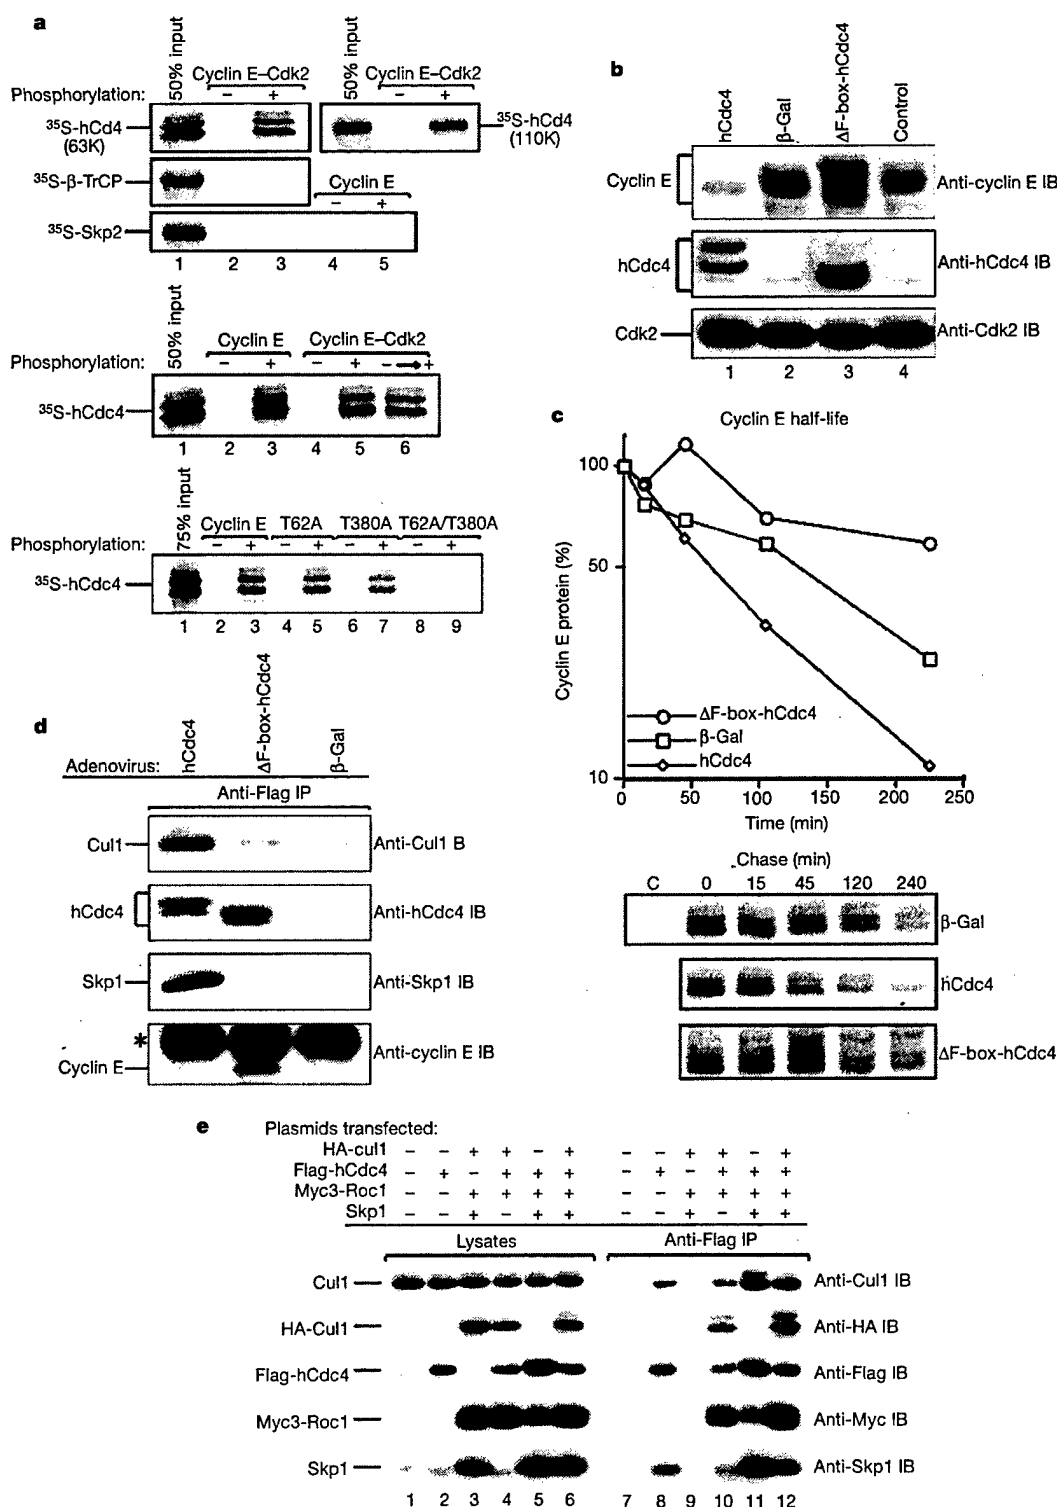 a
50% input
Cyclin E–Cdk2
50% input
Cyclin E–Cdk2
Phosphorylation: – + – +
35S-hCd4
(63K)
35S-hCd4
(110K)
35S-β-TrCP
Cyclin E
– +
35S-Skp2
1 2 3 4 5
50% input
Cyclin E Cyclin E–Cdk2
Phosphorylation: – + – + – → +
35S-hCdc4
1 2 3 4 5 6
75% input
Cyclin E T62A T380A T62A/T380A
Phosphorylation: – + – + – + – +
35S-hCdc4
1 2 3 4 5 6 7 8 9
b
hCdc4
β-Gal
ΔF-box-hCdc4
Control
Cyclin E Anti-cyclin E IB
hCdc4 Anti-hCdc4 IB
Cdk2 Anti-Cdk2 IB
1 2 3 4
c
Cyclin E half-life
Cyclin E protein (%)
100
50
10
ΔF-box-hCdc4
β-Gal
hCdc4
0 50 100 150 200 250
Time (min)
Chase (min)
C 0 15 45 120 240
β-Gal
hCdc4
ΔF-box-hCdc4
d
Adenovirus:
hCdc4
ΔF-box-hCdc4
β-Gal
Anti-Flag IP
Cul1 Anti-Cul1 B
hCdc4 Anti-hCdc4 IB
Skp1 Anti-Skp1 IB
*
Cyclin E Anti-cyclin E IB
e
Plasmids transfected:
HA-cul1 – – + + – + – – + + – +
Flag-hCdc4 – + – + + + – + – + + +
Myc3-Roc1 – – + + + + – – + + + +
Skp1 – – + – + + – – + – + +
Lysates Anti-Flag IP
Cul1 Anti-Cul1 IB
HA-Cul1 Anti-HA IB
Flag-hCdc4 Anti-Flag IB
Myc3-Roc1 Anti-Myc IB
Skp1 Anti-Skp1 IB
1 2 3 4 5 6 7 8 9 10 11 12